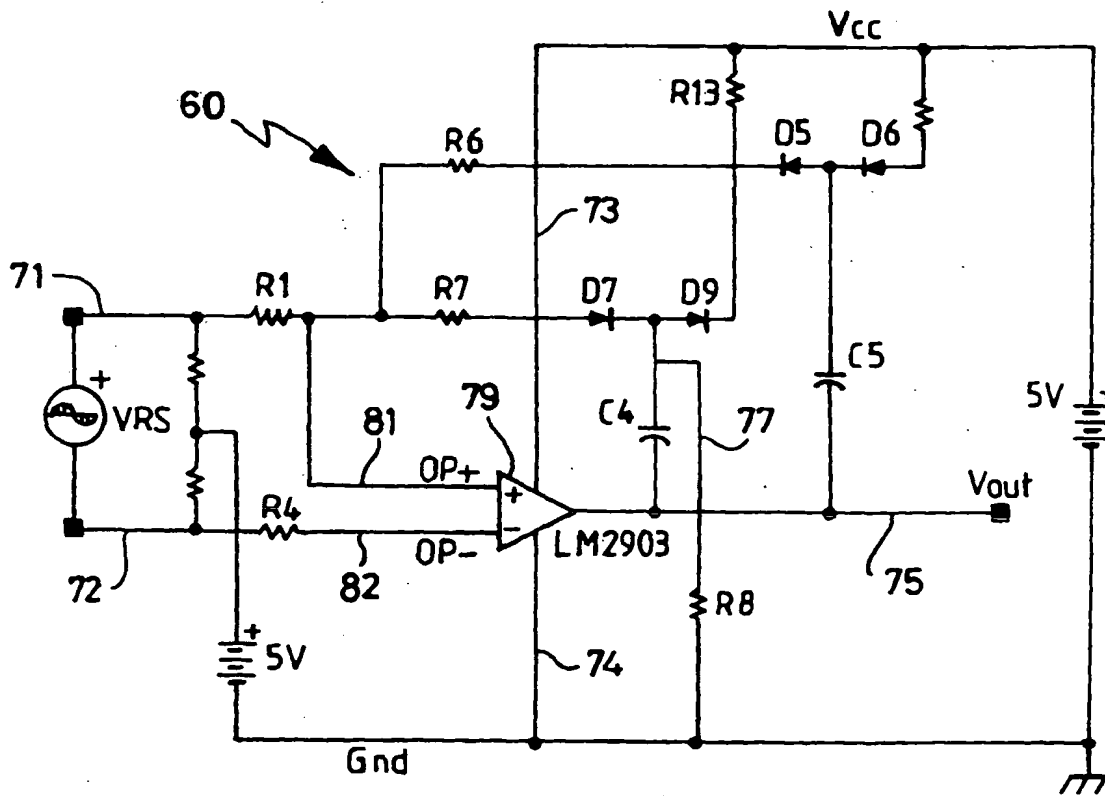 Vcc
60
R13
D5 D6
R6
73
71
R1
R7
D7
D9
C5
+
VRS
79
C4
77
5V
+
81
OP+
+
Vout
R4
OP-
-
LM2903
72
82
75
R8
+
5V
74
Gnd